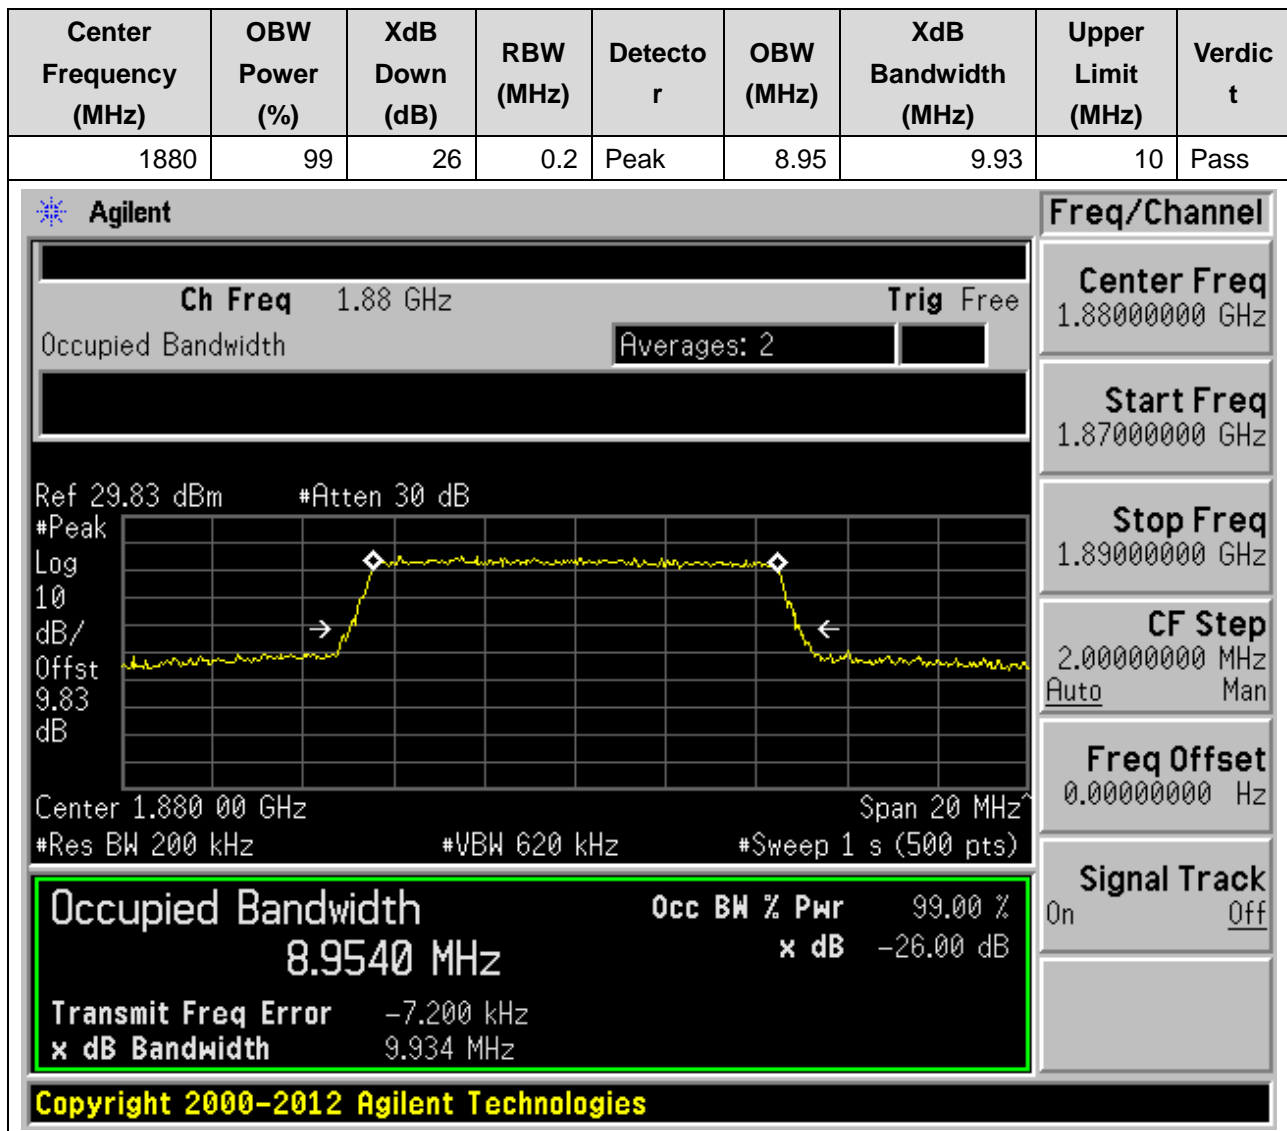 Center Frequency (MHz) OBW Power (%) XdB Down (dB) RBW (MHz) Detecto r OBW (MHz) XdB Bandwidth (MHz) Upper Limit (MHz) Verdic t
1880 99 26 0.2 Peak 8.95 9.93 10 Pass
Agilent
Freq/Channel
Ch Freq 1.88 GHz Trig Free
Occupied Bandwidth Averages: 2
Ref 29.83 dBm #Atten 30 dB
#Peak
Log
10
dB/
Offst
9.83
dB
Center 1.880 00 GHz Span 20 MHz^
#Res BW 200 kHz #VBW 620 kHz #Sweep 1 s (500 pts)
Occupied Bandwidth Occ BW % Pwr 99.00 %
8.9540 MHz x dB -26.00 dB
Transmit Freq Error -7.200 kHz
x dB Bandwidth 9.934 MHz
Center Freq
1.88000000 GHz
Start Freq
1.87000000 GHz
Stop Freq
1.89000000 GHz
CF Step
2.00000000 MHz
Auto Man
Freq Offset
0.00000000 Hz
Signal Track
On Off
Copyright 2000-2012 Agilent Technologies